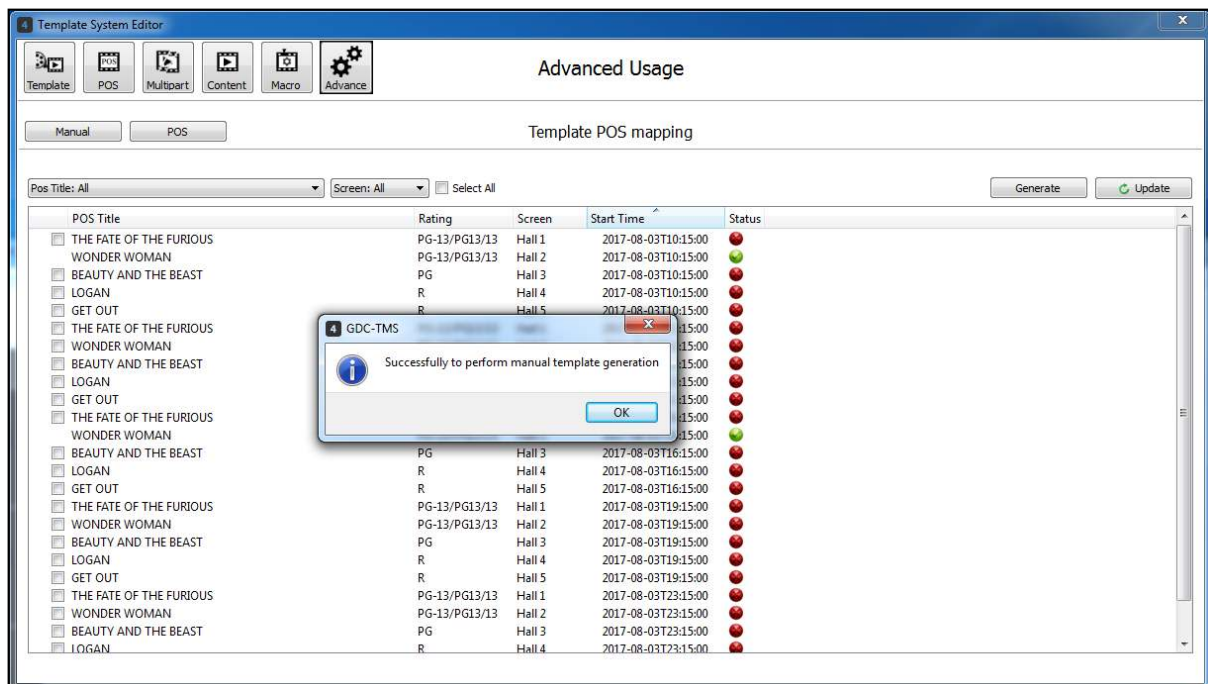 4 Template System Editor X
Template POS Multipart Content Macro Advance
Advanced Usage
Manual POS Template POS mapping
Pos Title: All Screen: All Select All Generate Update
POS Title Rating Screen Start Time Status
THE FATE OF THE FURIOUS PG-13/PG13/13 Hall 1 2017-08-03T10:15:00
WONDER WOMAN PG-13/PG13/13 Hall 2 2017-08-03T10:15:00
BEAUTY AND THE BEAST PG Hall 3 2017-08-03T10:15:00
LOGAN R Hall 4 2017-08-03T10:15:00
GET OUT R Hall 5 2017-08-03T10:15:00
THE FATE OF THE FURIOUS :15:00
WONDER WOMAN :15:00
BEAUTY AND THE BEAST :15:00
LOGAN :15:00
GET OUT :15:00
THE FATE OF THE FURIOUS :15:00
WONDER WOMAN :15:00
4 GDC-TMS X
Successfully to perform manual template generation
OK
BEAUTY AND THE BEAST PG Hall 3 2017-08-03T16:15:00
LOGAN R Hall 4 2017-08-03T16:15:00
GET OUT R Hall 5 2017-08-03T16:15:00
THE FATE OF THE FURIOUS PG-13/PG13/13 Hall 1 2017-08-03T19:15:00
WONDER WOMAN PG-13/PG13/13 Hall 2 2017-08-03T19:15:00
BEAUTY AND THE BEAST PG Hall 3 2017-08-03T19:15:00
LOGAN R Hall 4 2017-08-03T19:15:00
GET OUT R Hall 5 2017-08-03T19:15:00
THE FATE OF THE FURIOUS PG-13/PG13/13 Hall 1 2017-08-03T23:15:00
WONDER WOMAN PG-13/PG13/13 Hall 2 2017-08-03T23:15:00
BEAUTY AND THE BEAST PG Hall 3 2017-08-03T23:15:00
LOGAN R Hall 4 2017-08-03T23:15:00